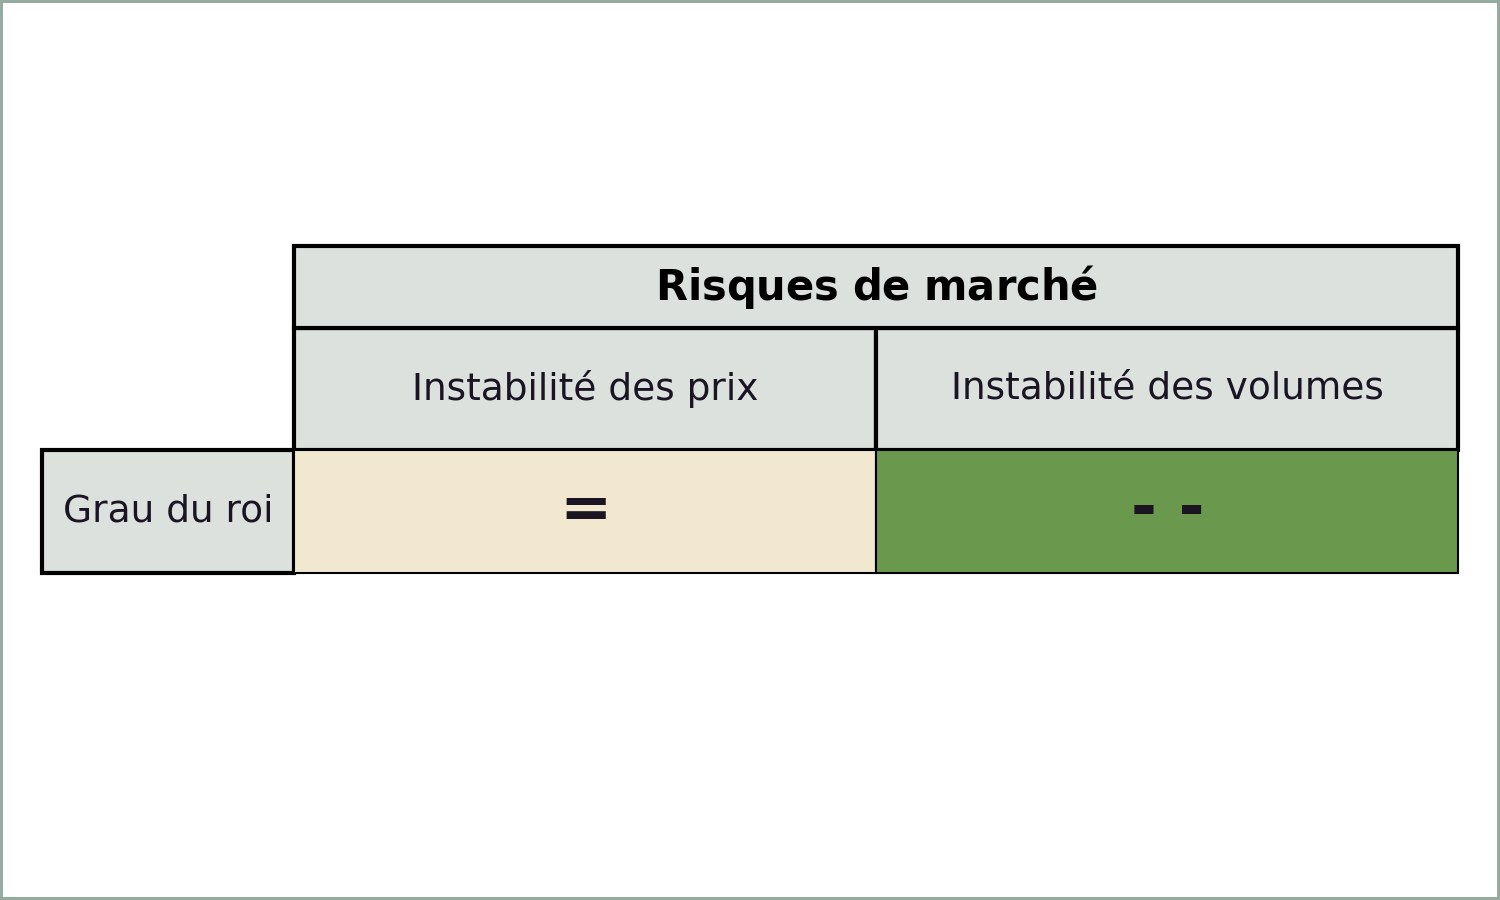 Risques de marché
Instabilité des prix
Instabilité des volumes
Grau du roi
=
- -